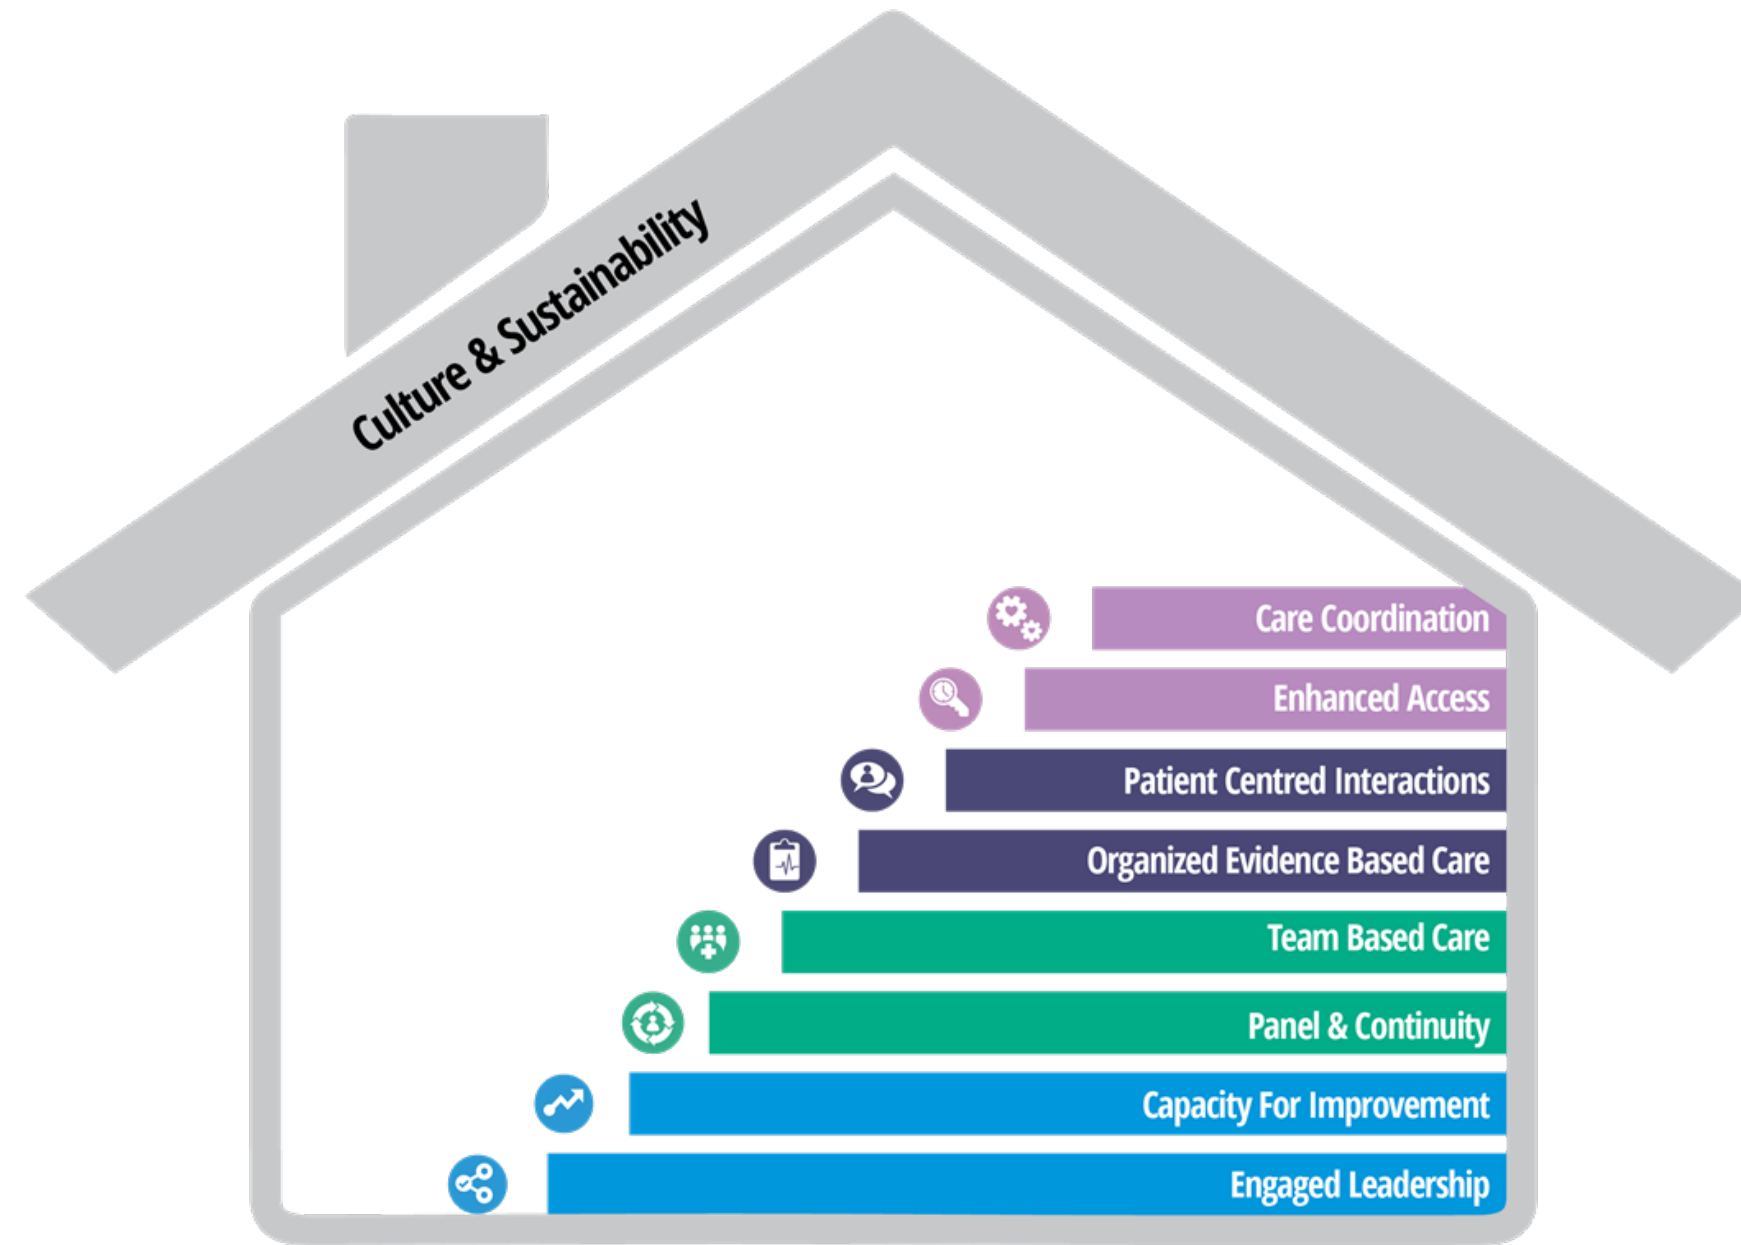 Culture & Sustainability
Care Coordination
Enhanced Access
Patient Centred Interactions
Organized Evidence Based Care
Team Based Care
Panel & Continuity
Capacity For Improvement
Engaged Leadership